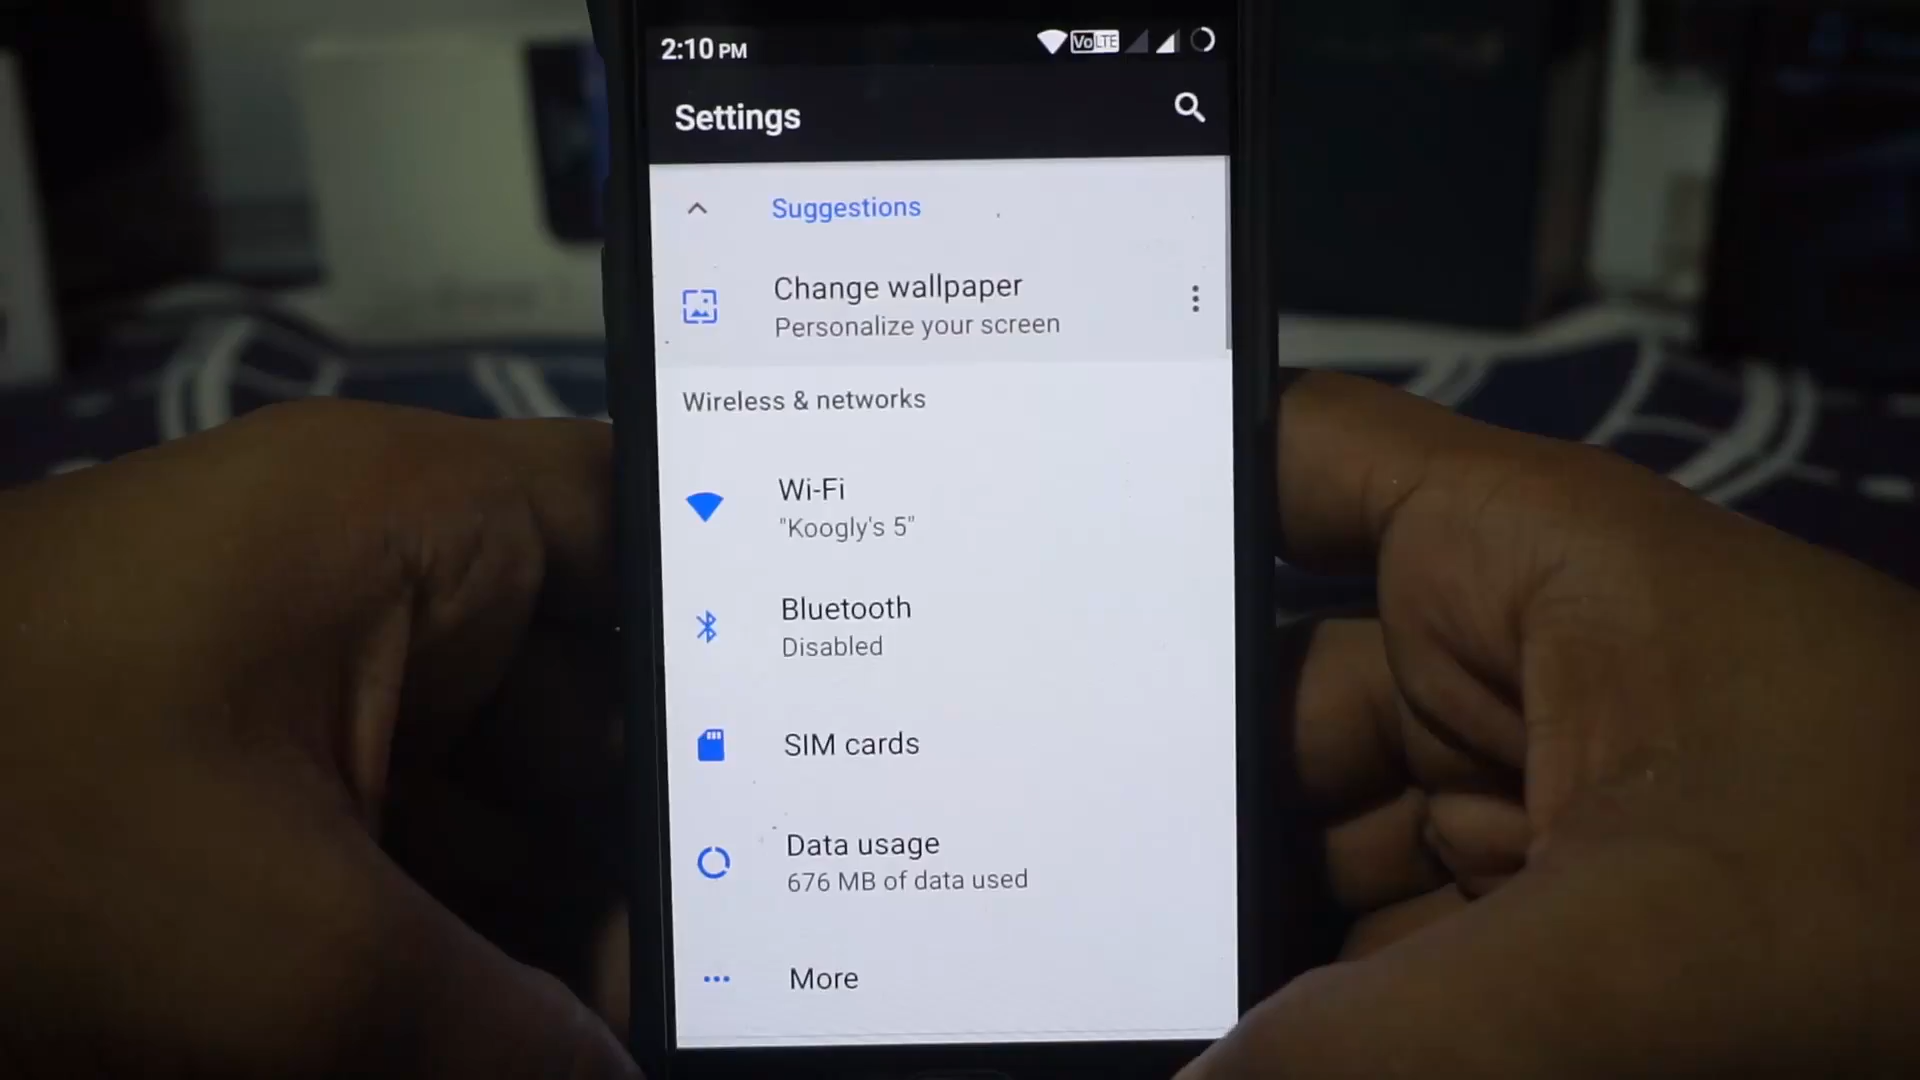 2:10 PM
VoLTE
Settings
Suggestions
Change wallpaper
Personalize your screen
Wireless & networks
Wi-Fi
"Koogly's 5"
Bluetooth
Disabled
SIM cards
Data usage
676 MB of data used
More